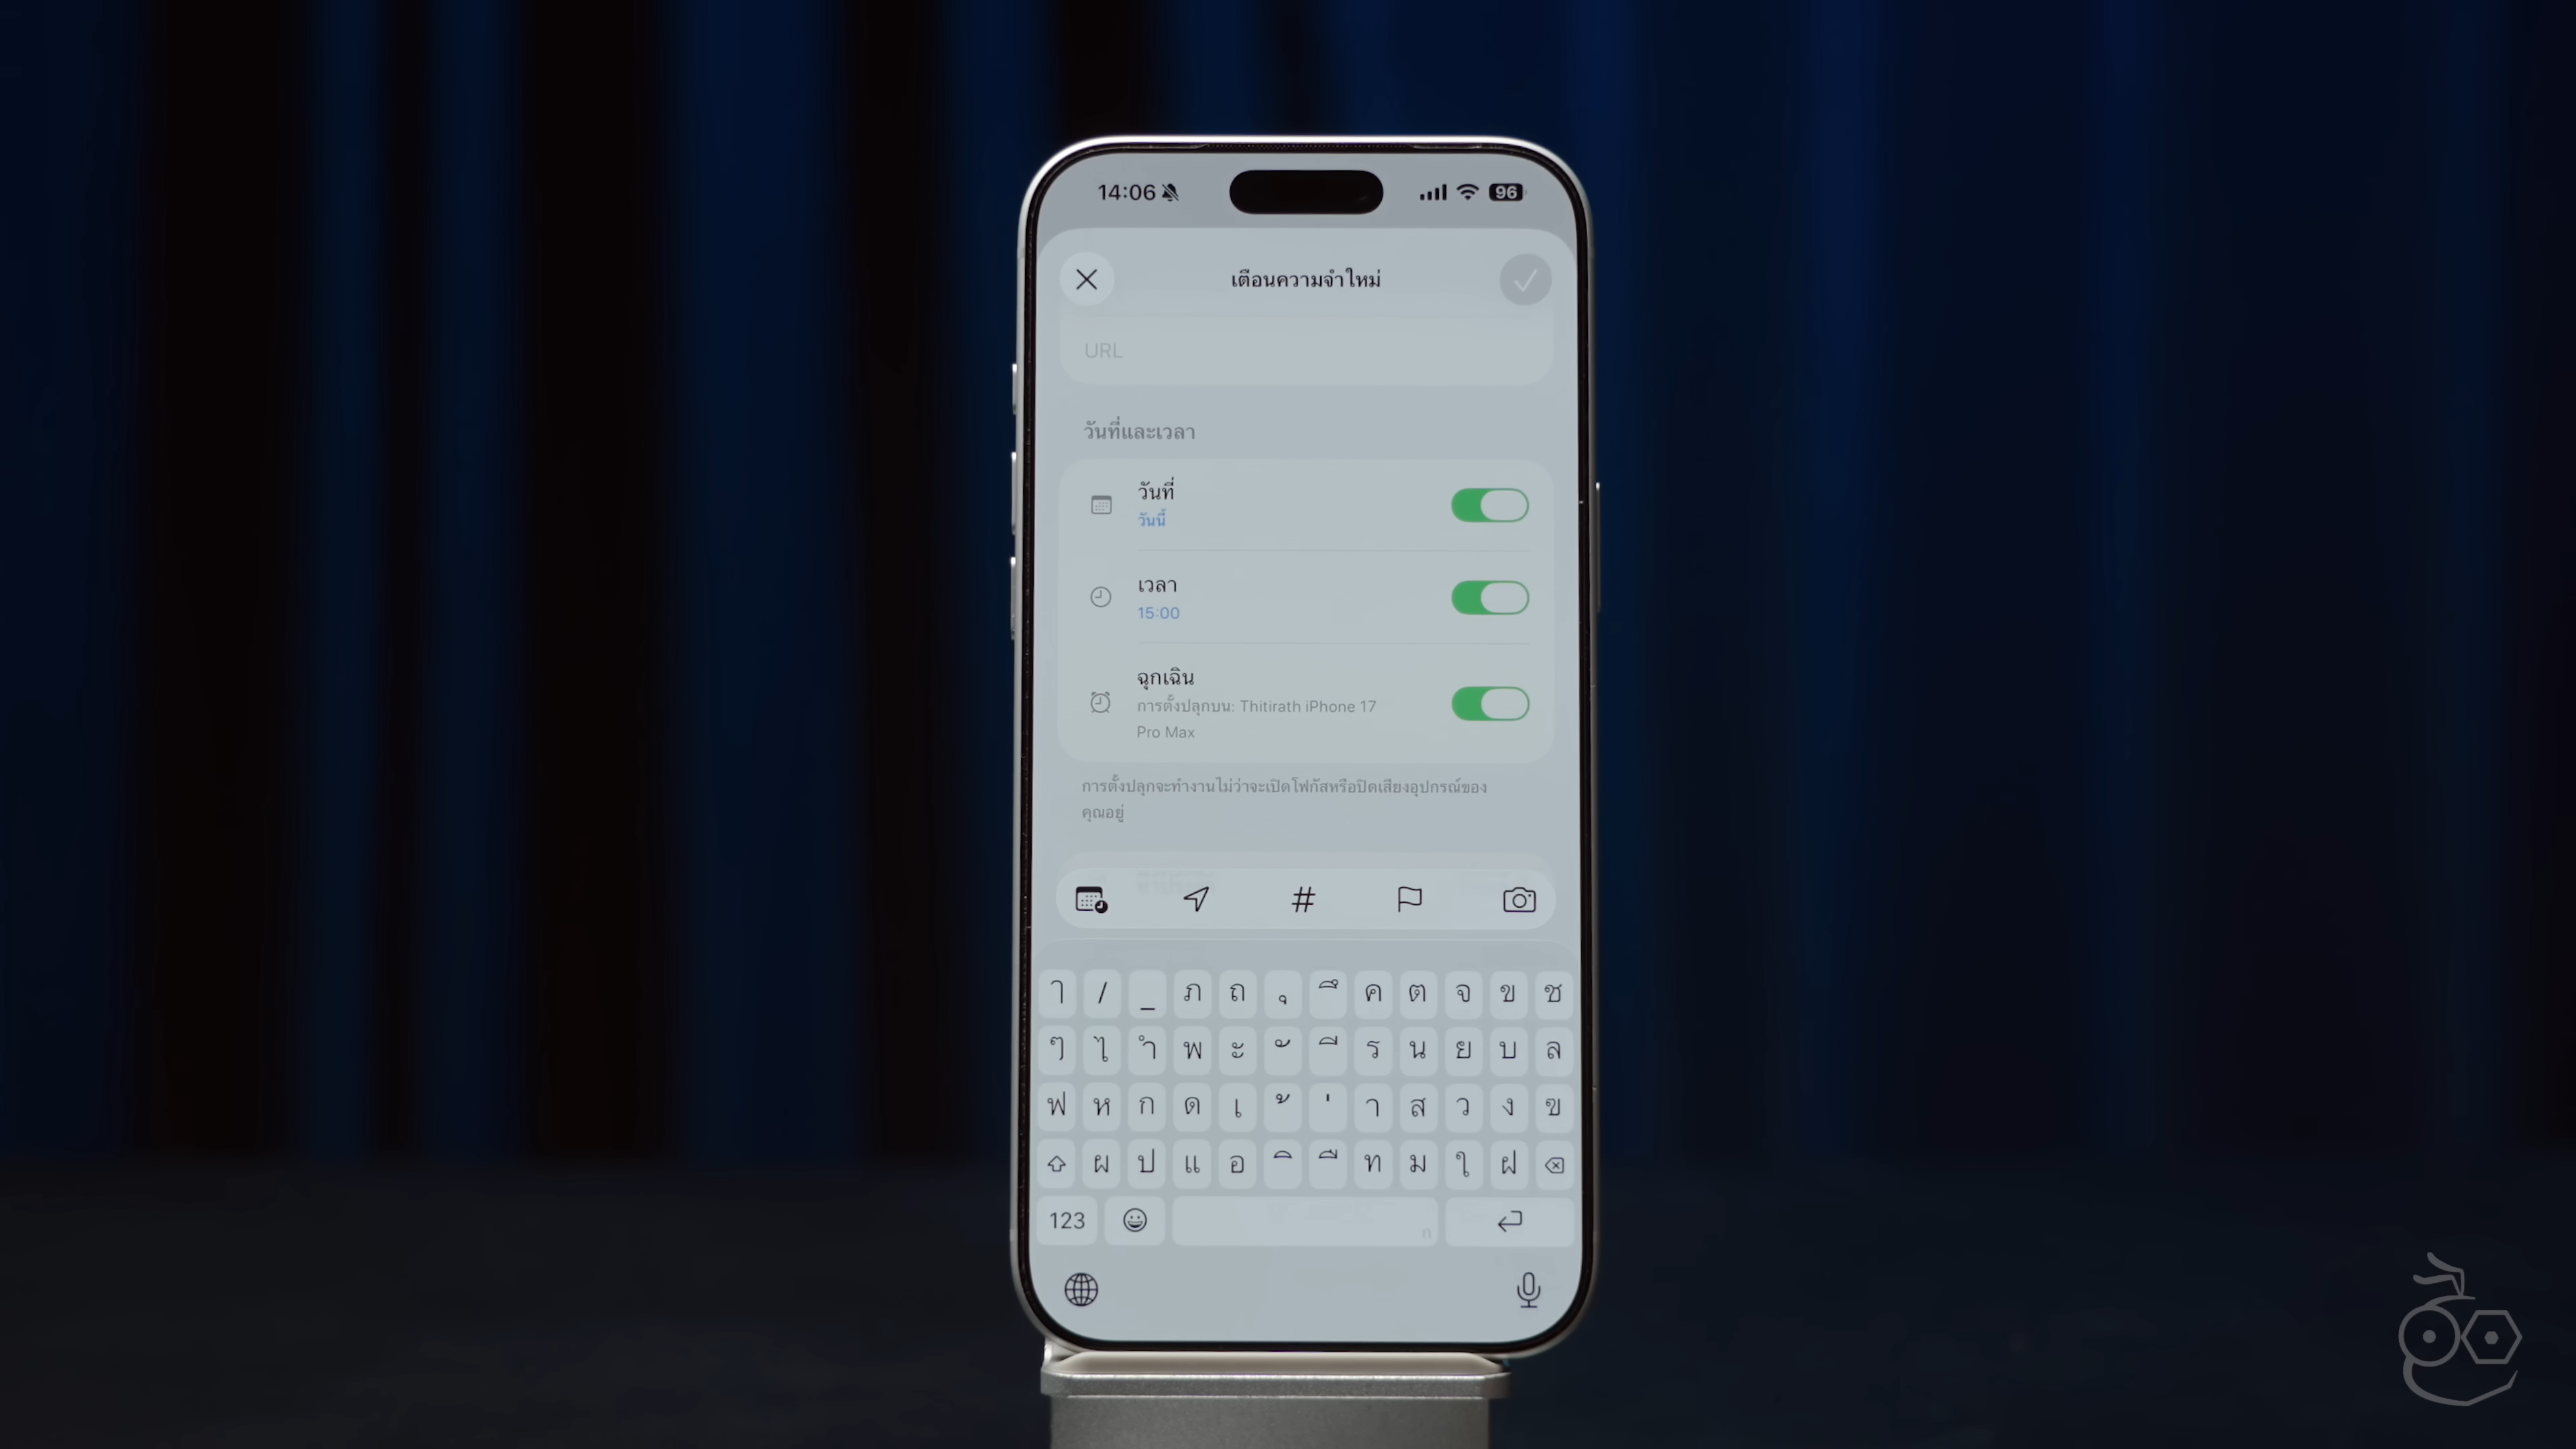 14:06
96
เตือนความจำใหม่
URL
วันที่และเวลา
วันที่
วันนี้
เวลา
15:00
ฉุกเฉิน
การตั้งปลุกบน: Thitirath iPhone 17
Pro Max
การตั้งปลุกจะทำงานไม่ว่าจะเปิดโฟกัสหรือปิดเสียงอุปกรณ์ของ
คุณอยู่
#
ๅ / _ ภ ถ ุ ึ ค ต จ ข ช
ๆ ไ ำ พ ะ ั ี ร น ย บ ล
ฟ ห ก ด เ ้ ่ า ส ว ง ฃ
ผ ป แ อ ิ ื ท ม ใ ฝ
123
ก